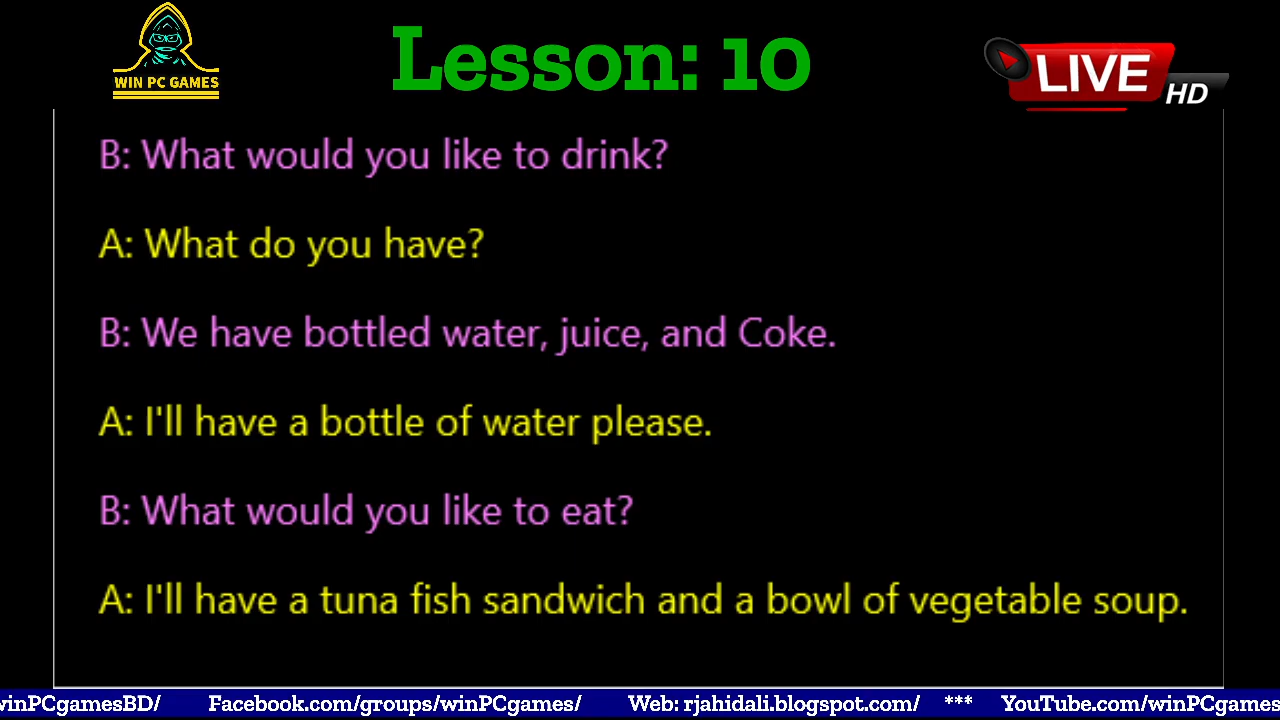 WIN PC GAMES
Lesson: 10
LIVE
HD
B: What would you like to drink?
A: What do you have?
B: We have bottled water, juice, and Coke.
A: I'll have a bottle of water please.
B: What would you like to eat?
A: I'll have a tuna fish sandwich and a bowl of vegetable soup.
winPCgamesBD/ Facebook.com/groups/winPCgames/ Web: rjahidali.blogspot.com/ *** YouTube.com/winPCgames